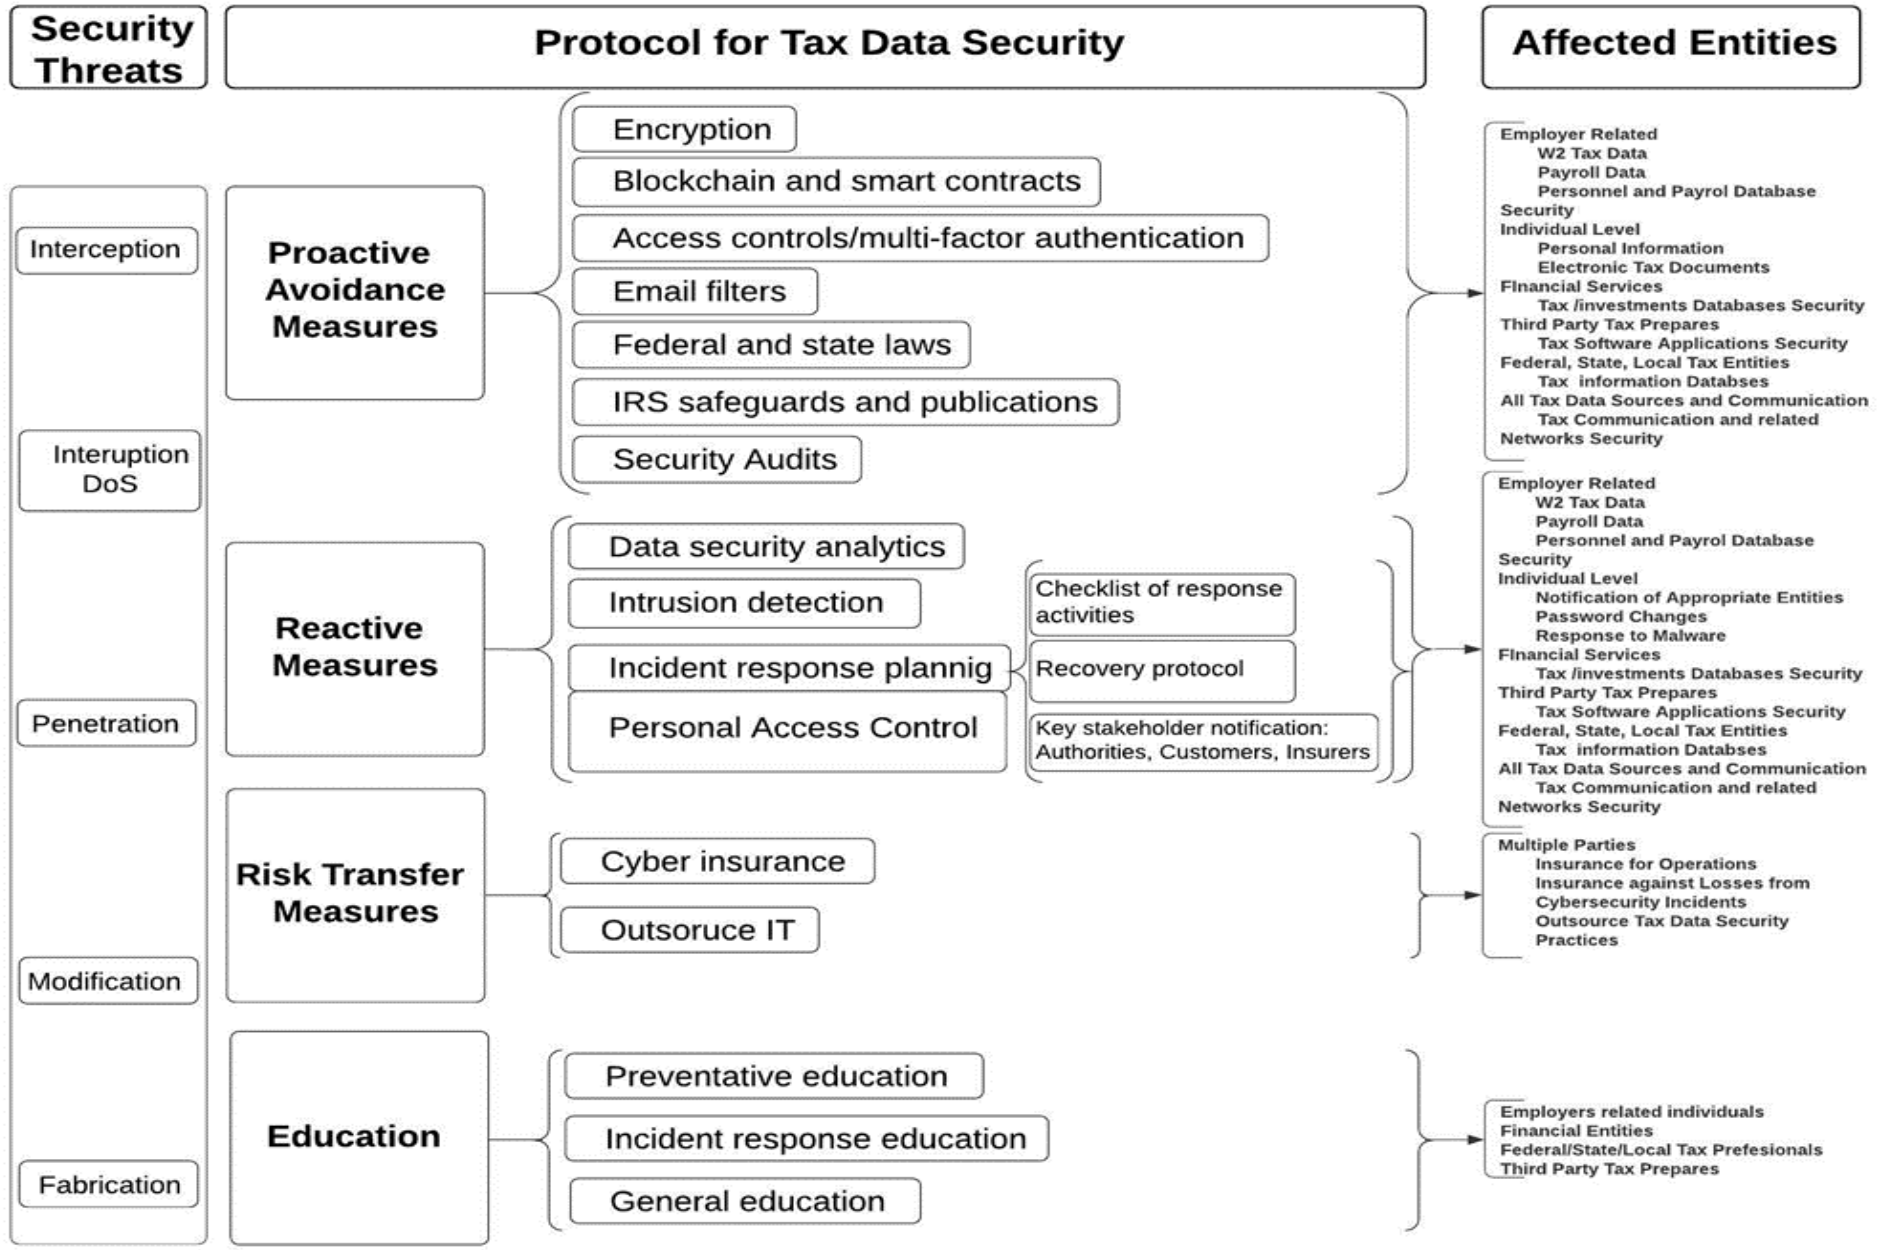 Security
Threats
Protocol for Tax Data Security
Affected Entities
Interception
Interuption
DoS
Penetration
Modification
Fabrication
Proactive
Avoidance
Measures
Encryption
Blockchain and smart contracts
Access controls/multi-factor authentication
Email filters
Federal and state laws
IRS safeguards and publications
Security Audits
Employer Related
W2 Tax Data
Payroll Data
Personnel and Payrol Database
Security
Individual Level
Personal Information
Electronic Tax Documents
FInancial Services
Tax /investments Databases Security
Third Party Tax Prepares
Tax Software Applications Security
Federal, State, Local Tax Entities
Tax  information Databses
All Tax Data Sources and Communication
Tax Communication and related
Networks Security
Reactive
Measures
Data security analytics
Intrusion detection
Incident response plannig
Personal Access Control
Checklist of response
activities
Recovery protocol
Key stakeholder notification:
Authorities, Customers, Insurers
Employer Related
W2 Tax Data
Payroll Data
Personnel and Payrol Database
Security
Individual Level
Notification of Appropriate Entities
Password Changes
Response to Malware
FInancial Services
Tax /investments Databases Security
Third Party Tax Prepares
Tax Software Applications Security
Federal, State, Local Tax Entities
Tax  information Databses
All Tax Data Sources and Communication
Tax Communication and related
Networks Security
Risk Transfer
Measures
Cyber insurance
Outsoruce IT
Multiple Parties
Insurance for Operations
Insurance against Losses from
Cybersecurity Incidents
Outsource Tax Data Security
Practices
Education
Preventative education
Incident response education
General education
Employers related individuals
Financial Entities
Federal/State/Local Tax Prefesionals
Third Party Tax Prepares